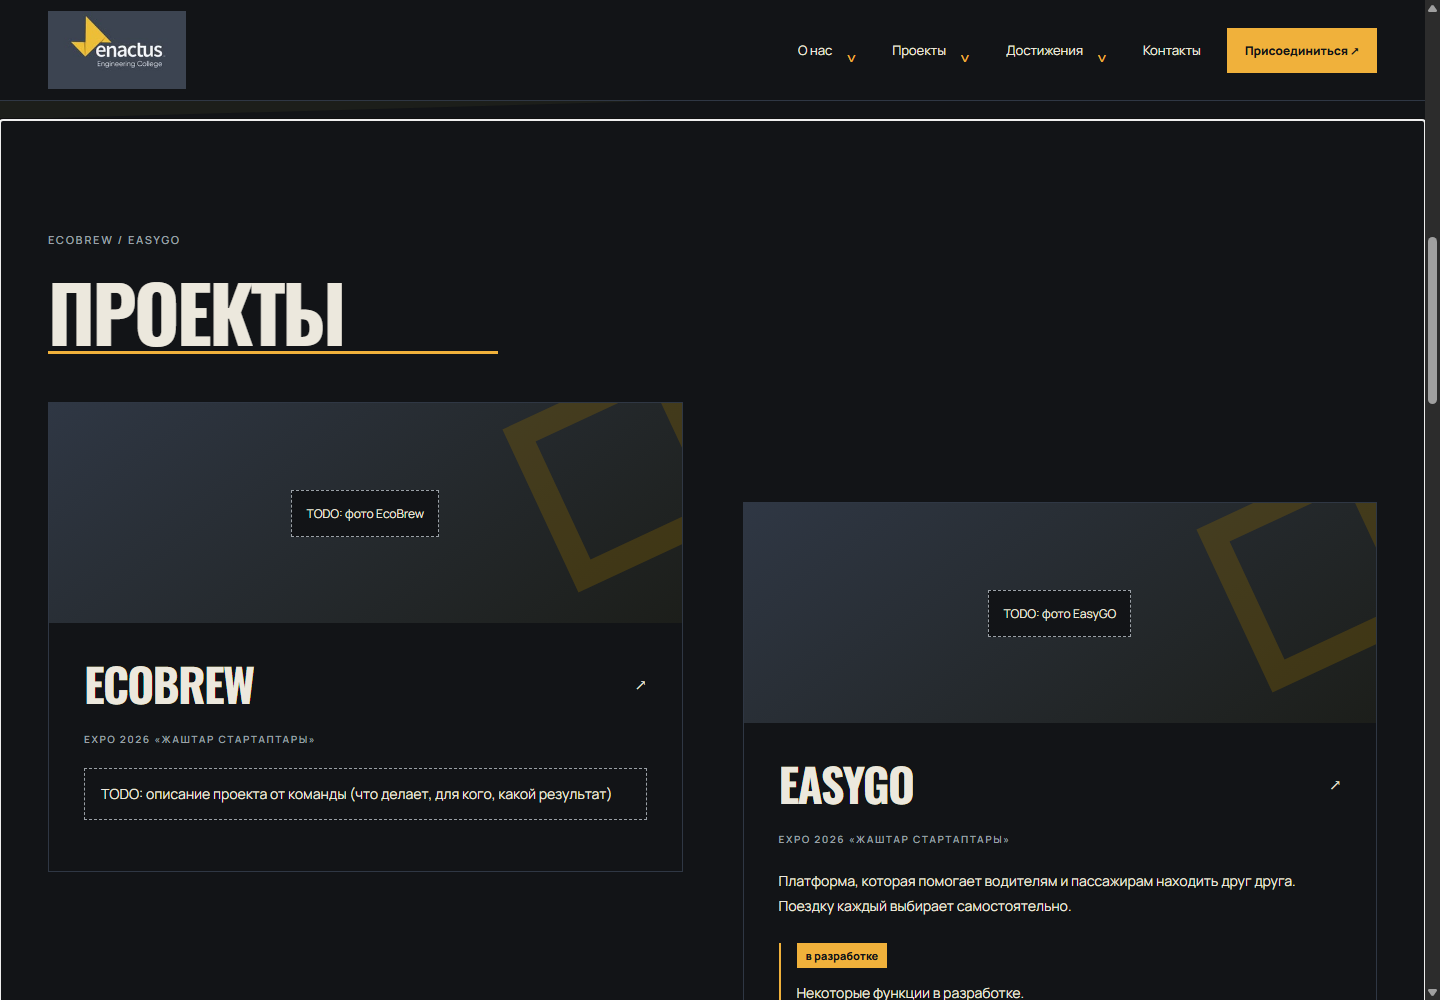 enactus
Engineering College
О нас
Проекты
Достижения
Контакты
Присоединиться ↗
ECOBREW / EASYGO
ПРОЕКТЫ
TODO: фото EcoBrew
ECOBREW
↗
EXPO 2026 «ЖАШТАР СТАРТАПТАРЫ»
TODO: описание проекта от команды (что делает, для кого, какой результат)
TODO: фото EasyGO
EASYGO
↗
EXPO 2026 «ЖАШТАР СТАРТАПТАРЫ»
Платформа, которая помогает водителям и пассажирам находить друг друга.
Поездку каждый выбирает самостоятельно.
в разработке
Некоторые функции в разработке.